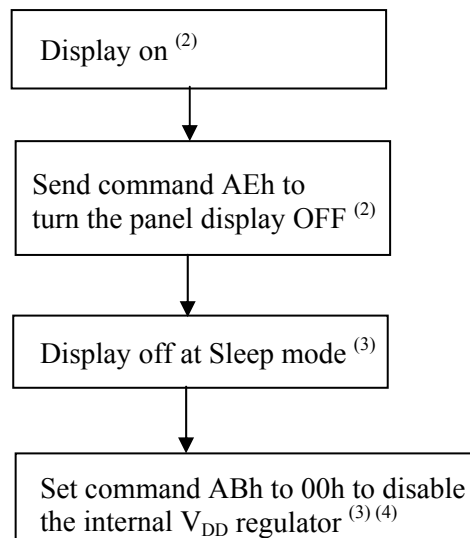 Display on (2)
Send command AEh to
turn the panel display OFF (2)
Display off at Sleep mode (3)
Set command ABh to 00h to disable
the internal VDD regulator (3) (4)